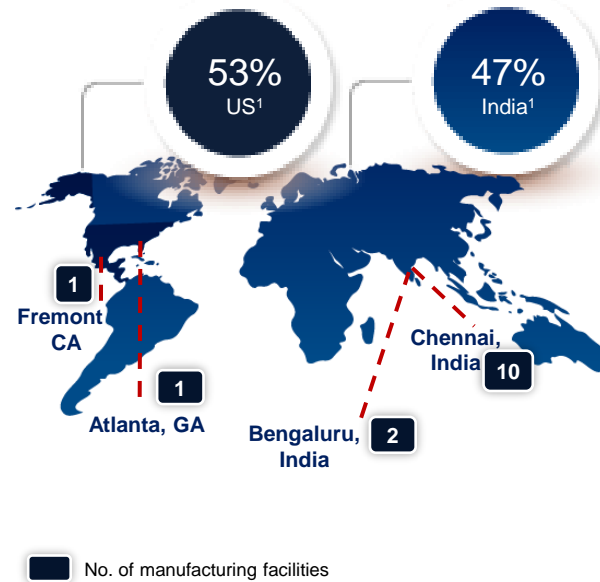 53%
US¹
47%
India¹
1
Fremont
CA
1
Atlanta, GA
Chennai,
India
10
Bengaluru,
India
2
No. of manufacturing facilities